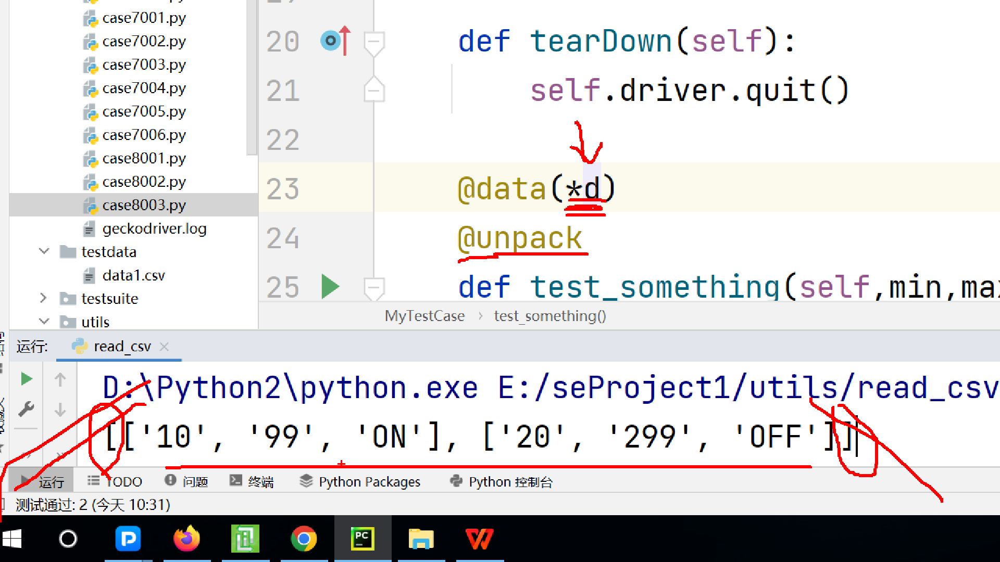 case7001.py
case7002.py
case7003.py
case7004.py
case7005.py
case7006.py
case8001.py
case8002.py
case8003.py
geckodriver.log
testdata
data1.csv
testsuite
utils
20 def tearDown(self):
21 self.driver.quit()
22
23 @data(*d)
24 @unpack
25 def test_something(self,min,max
MyTestCase > test_something()
运行: read_csv
D:\Python2\python.exe E:/seProject1/utils/read_csv
[['10', '99', 'ON'], ['20', '299', 'OFF']]
运行 TODO 问题 终端 Python Packages Python 控制台
测试通过: 2 (今天 10:31)